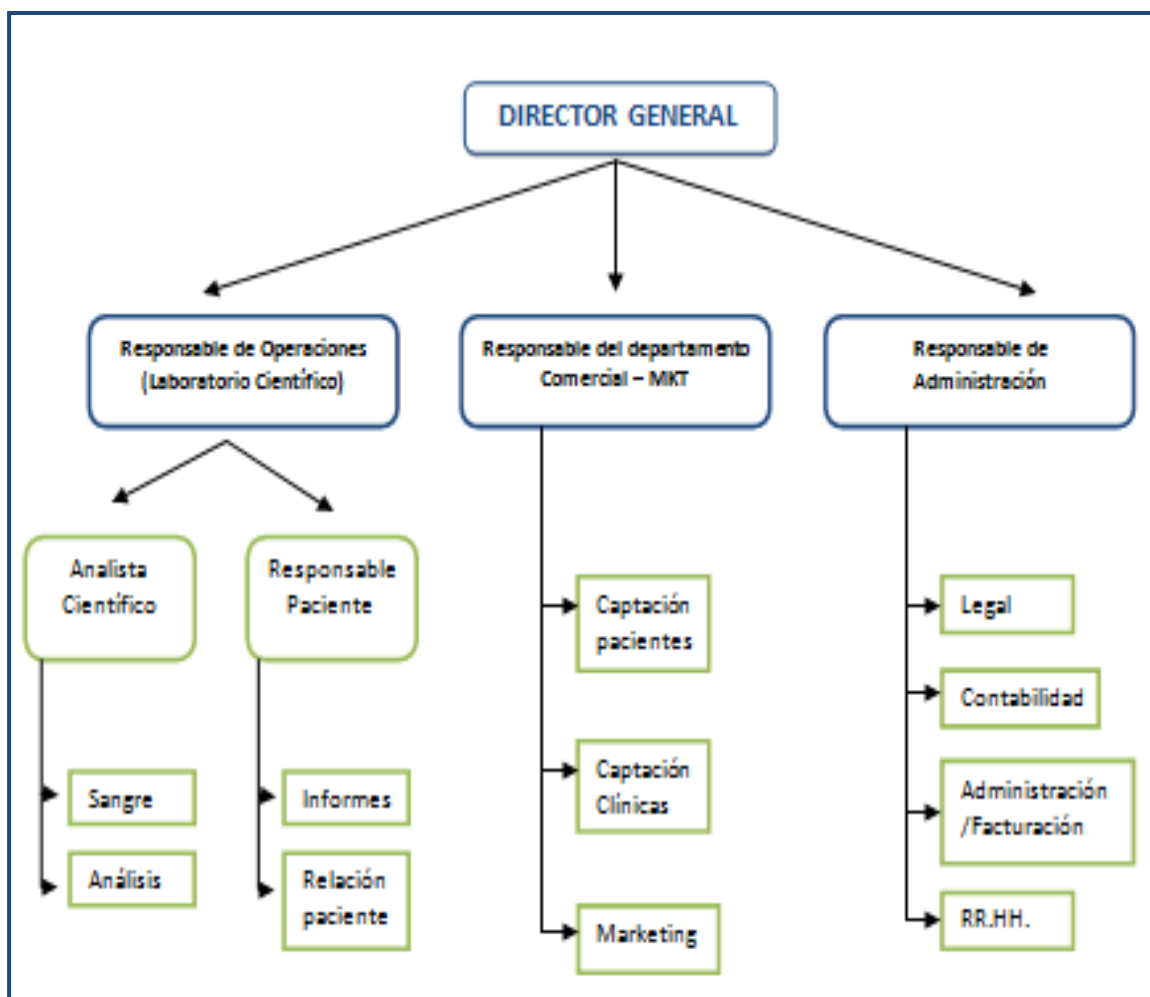 DIRECTOR GENERAL
Responsable de Operaciones
(Laboratorio Científico)
Responsable del departamento
Comercial – MKT
Responsable de
Administración
Analista
Científico
Responsable
Paciente
Sangre
Análisis
Informes
Relación
paciente
Captación
pacientes
Captación
Clínicas
Marketing
Legal
Contabilidad
Administración
/Facturación
RR.HH.